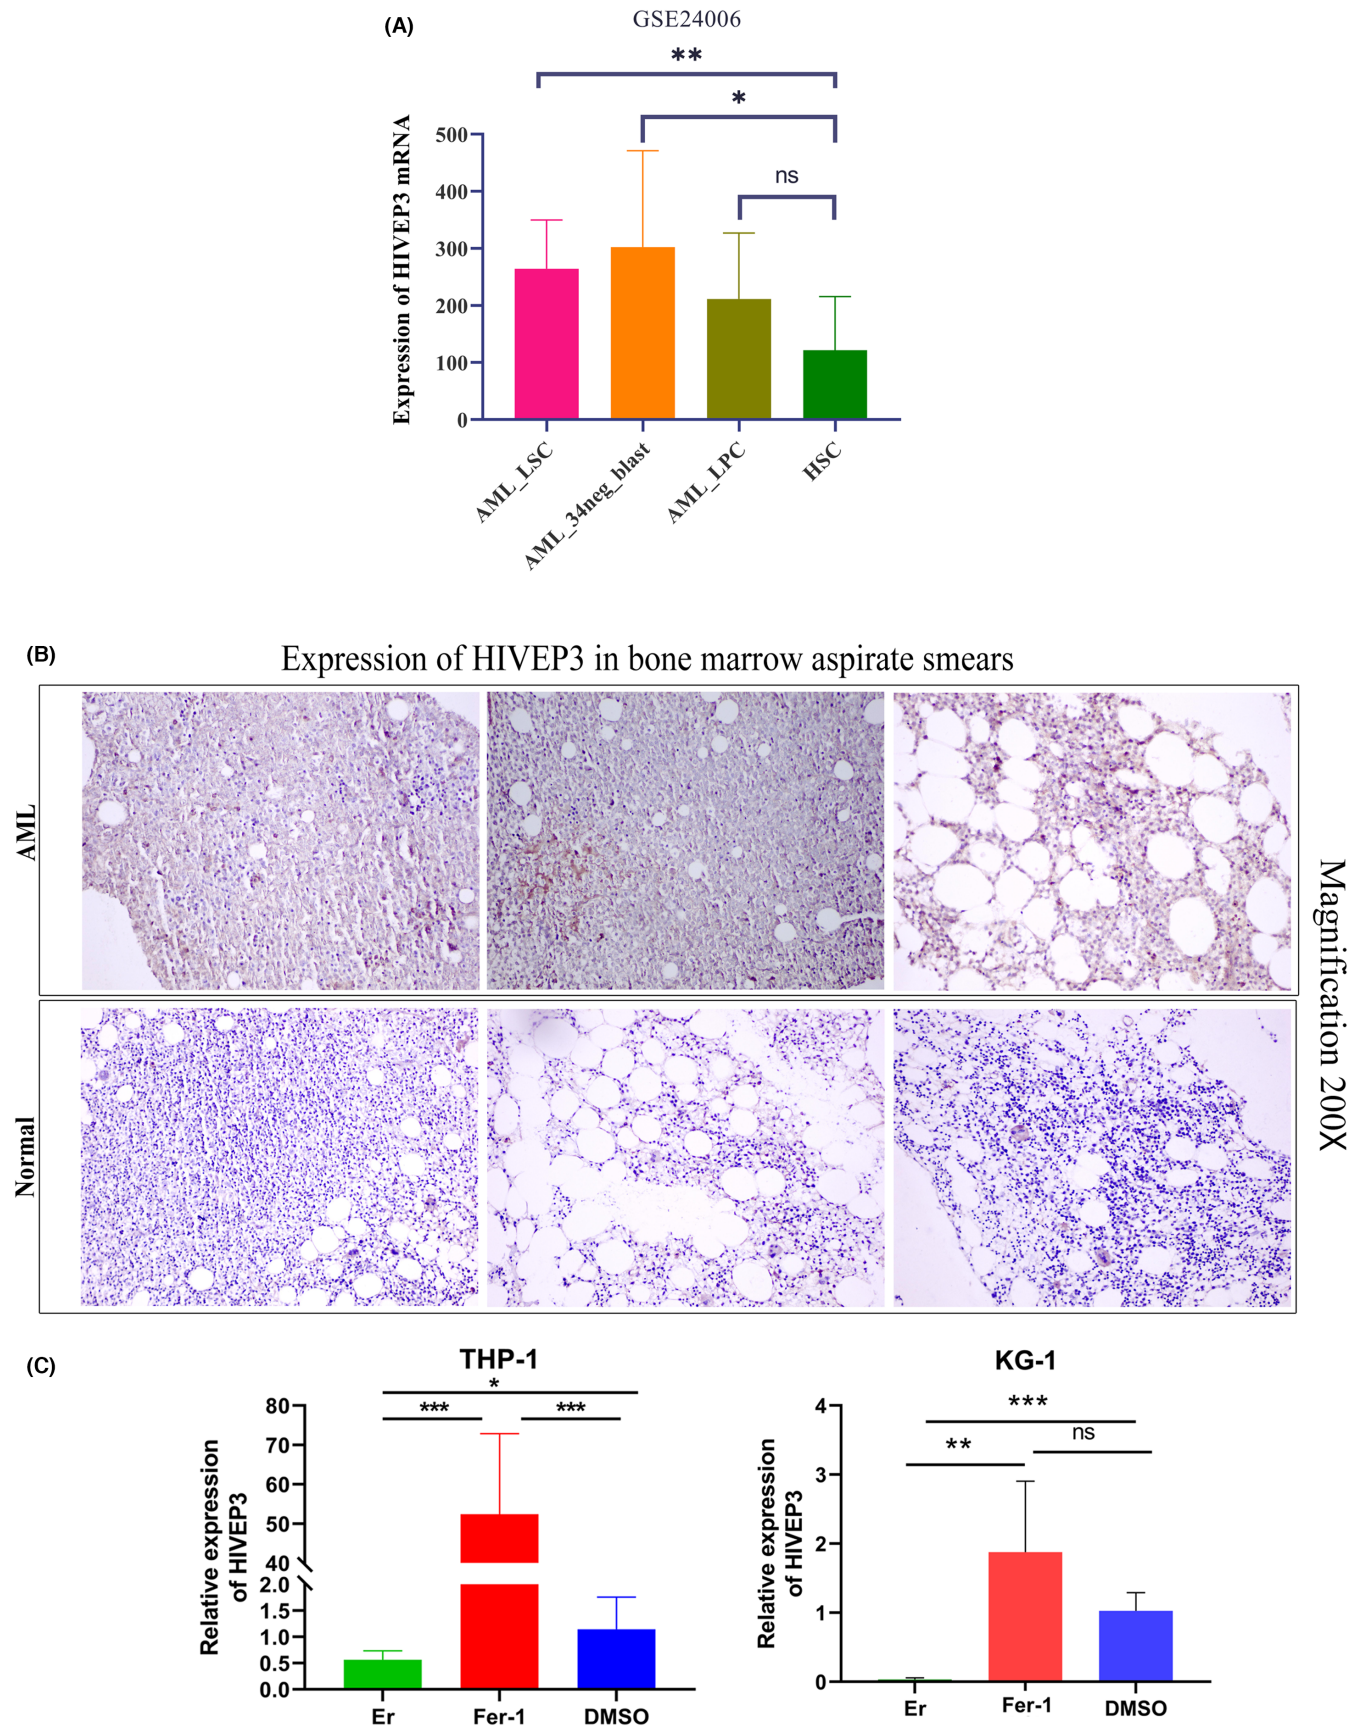 (A)
GSE24006
**
*
ns
Expression of HIVEP3 mRNA
500
400
300
200
100
0
AML_LSC
AML_34neg_blast
AML_LPC
HSC
(B)
Expression of HIVEP3 in bone marrow aspirate smears
AML
Normal
Magnification 200X
(C)
THP-1
*
***
***
Relative expression
of HIVEP3
80
70
60
50
40
2.0
1.5
1.0
0.5
0.0
Er
Fer-1
DMSO
KG-1
***
**
ns
Relative expression
of HIVEP3
4
3
2
1
0
Er
Fer-1
DMSO